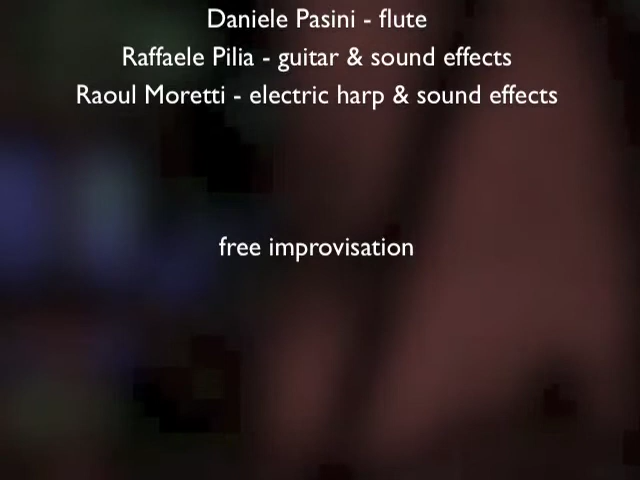 Daniele Pasini - flute
Raffaele Pilia - guitar & sound effects
Raoul Moretti - electric harp & sound effects
free improvisation